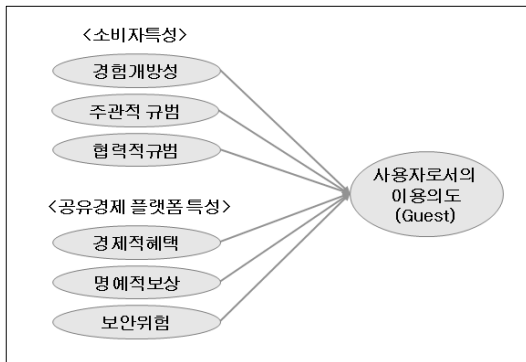 <소비자특성>
경험개방성
주관적 규범
협력적규범
<공유경제 플랫폼 특성>
경제적혜택
명예적보상
보안위험
사용자로서의
이용의도
(Guest)